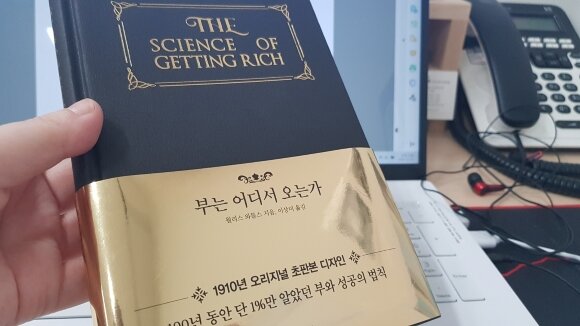 THE
SCIENCE OF
GETTING RICH
부는 어디서 오는가
월리스 와틀스 지음, 이상미 옮김
1910년 오리지널 초판본 디자인
100년 동안 단 1%만 알았던 부와 성공의 법칙